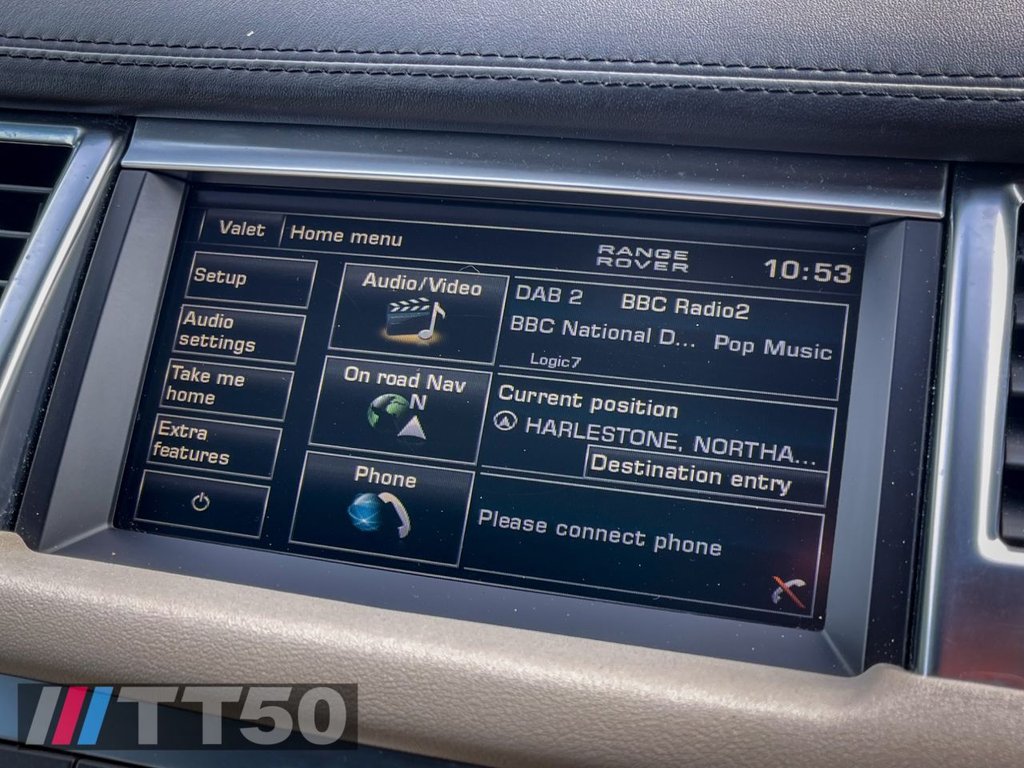 Valet Home menu RANGE ROVER 10:53
Setup
Audio settings
Take me home
Extra features
Audio/Video
On road Nav
N
Phone
DAB 2 BBC Radio2
BBC National D... Pop Music
Logic7
Current position
HARLESTONE, NORTHA...
Destination entry
Please connect phone
TT50